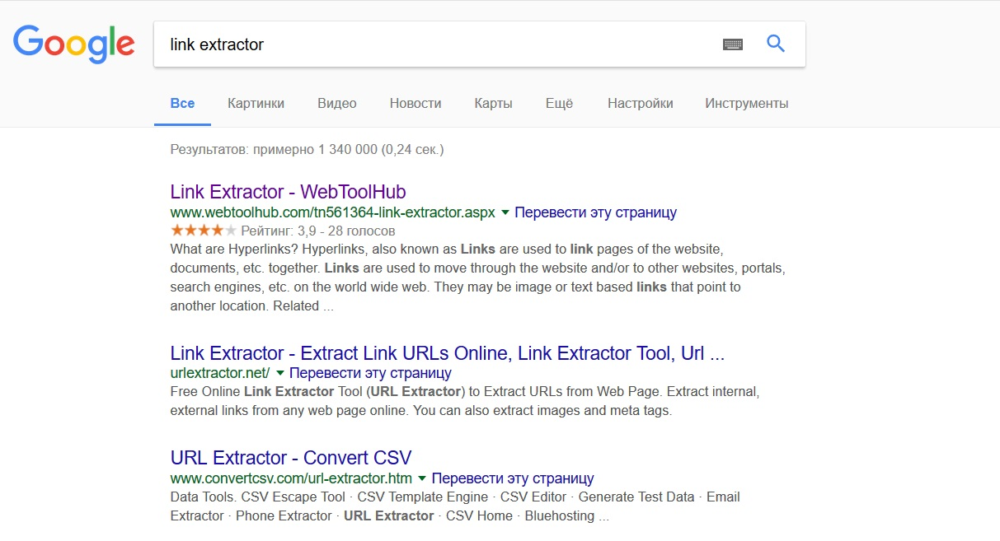 Google
link extractor
Все Картинки Видео Новости Карты Ещё Настройки Инструменты
Результатов: примерно 1 340 000 (0,24 сек.)
Link Extractor - WebToolHub
www.webtoolhub.com/tn561364-link-extractor.aspx Перевести эту страницу
Рейтинг: 3,9 - 28 голосов
What are Hyperlinks? Hyperlinks, also known as Links are used to link pages of the website,
documents, etc. together. Links are used to move through the website and/or to other websites, portals,
search engines, etc. on the world wide web. They may be image or text based links that point to
another location. Related ...
Link Extractor - Extract Link URLs Online, Link Extractor Tool, Url ...
urlextractor.net/ Перевести эту страницу
Free Online Link Extractor Tool (URL Extractor) to Extract URLs from Web Page. Extract internal,
external links from any web page online. You can also extract images and meta tags.
URL Extractor - Convert CSV
www.convertcsv.com/url-extractor.htm Перевести эту страницу
Data Tools. CSV Escape Tool · CSV Template Engine · CSV Editor · Generate Test Data · Email
Extractor · Phone Extractor · URL Extractor · CSV Home · Bluehosting ...